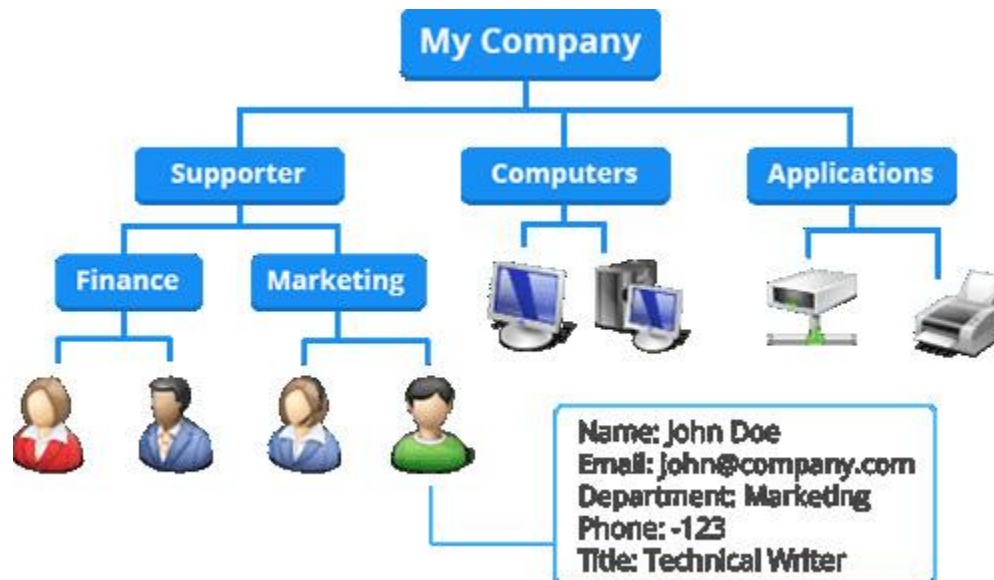 My Company
Supporter
Computers
Applications
Finance
Marketing
Name: John Doe
Email: john@company.com
Department: Marketing
Phone: -123
Title: Technical Writer